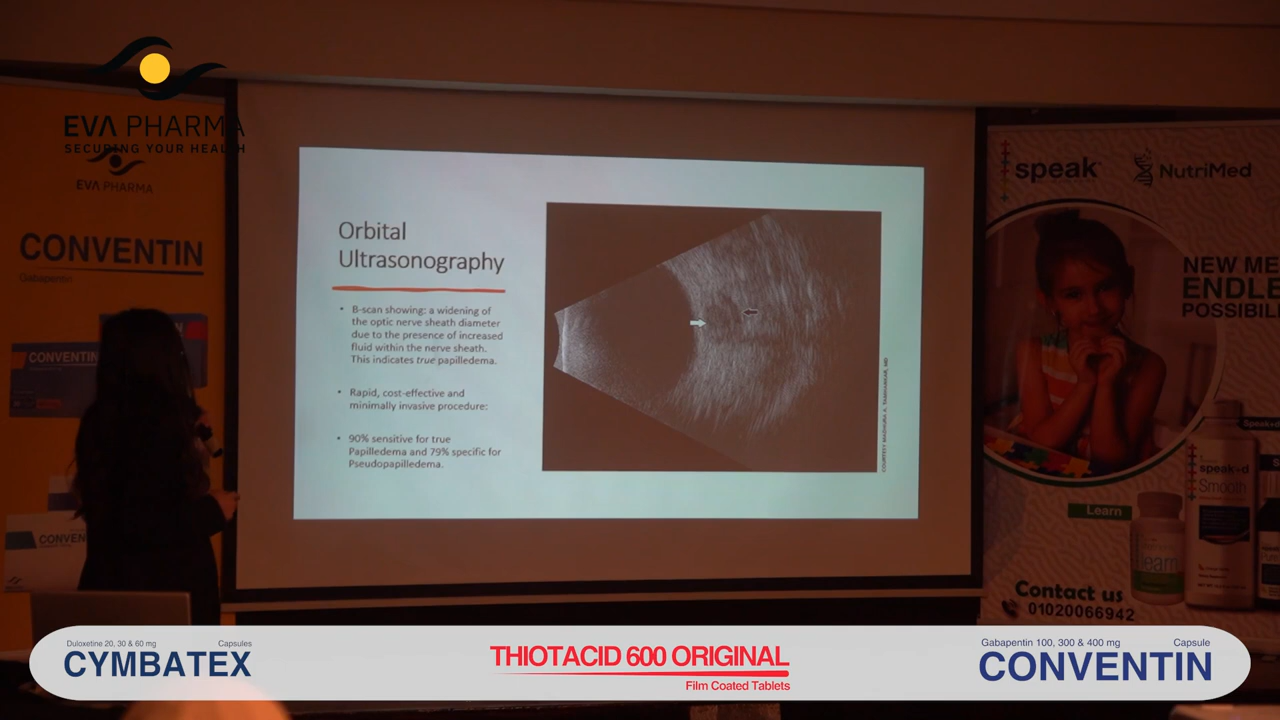 EVA PHARMA
SECURING YOUR HEALTH
EVA PHARMA
CONVENTIN
Gabapentin
CONVENTIN
CONVEN
Orbital
Ultrasonography
• B-scan showing: a widening of
the optic nerve sheath diameter
due to the presence of increased
fluid within the nerve sheath.
This indicates true papilledema.
• Rapid, cost-effective and
minimally invasive procedure:
• 90% sensitive for true
Papilledema and 79% specific for
Pseudopapilledema.
speak
NutriMed
NEW ME
ENDLE
POSSIBIL
speak+d
Smooth
Learn
learn
Contact us
01020066942
Duloxetine 20, 30 & 60 mg Capsules
CYMBATEX
THIOTACID 600 ORIGINAL
Film Coated Tablets
Gabapentin 100, 300 & 400 mg Capsule
CONVENTIN